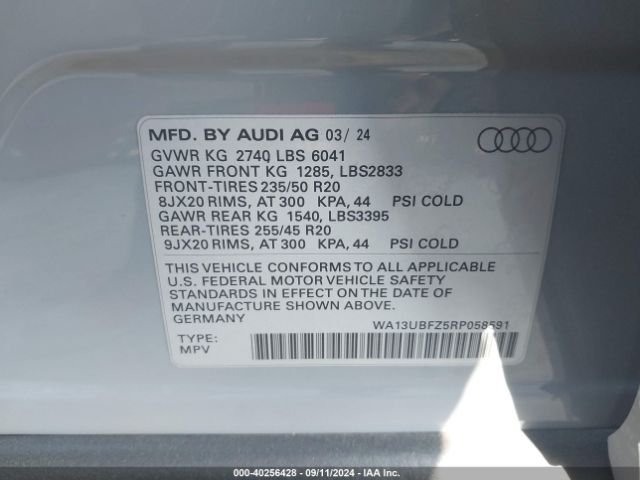 MFD. BY AUDI AG 03/ 24
GVWR KG 2740 LBS 6041
GAWR FRONT KG 1285, LBS2833
FRONT-TIRES 235/50 R20
8JX20 RIMS, AT 300 KPA, 44 PSI COLD
GAWR REAR KG 1540, LBS3395
REAR-TIRES 255/45 R20
9JX20 RIMS, AT 300 KPA, 44 PSI COLD
THIS VEHICLE CONFORMS TO ALL APPLICABLE
U.S. FEDERAL MOTOR VEHICLE SAFETY
STANDARDS IN EFFECT ON THE DATE OF
MANUFACTURE SHOWN ABOVE.
GERMANY
WA13UBFZ5RP058591
TYPE:
MPV
000-40256428 - 09/11/2024 - IAA Inc.